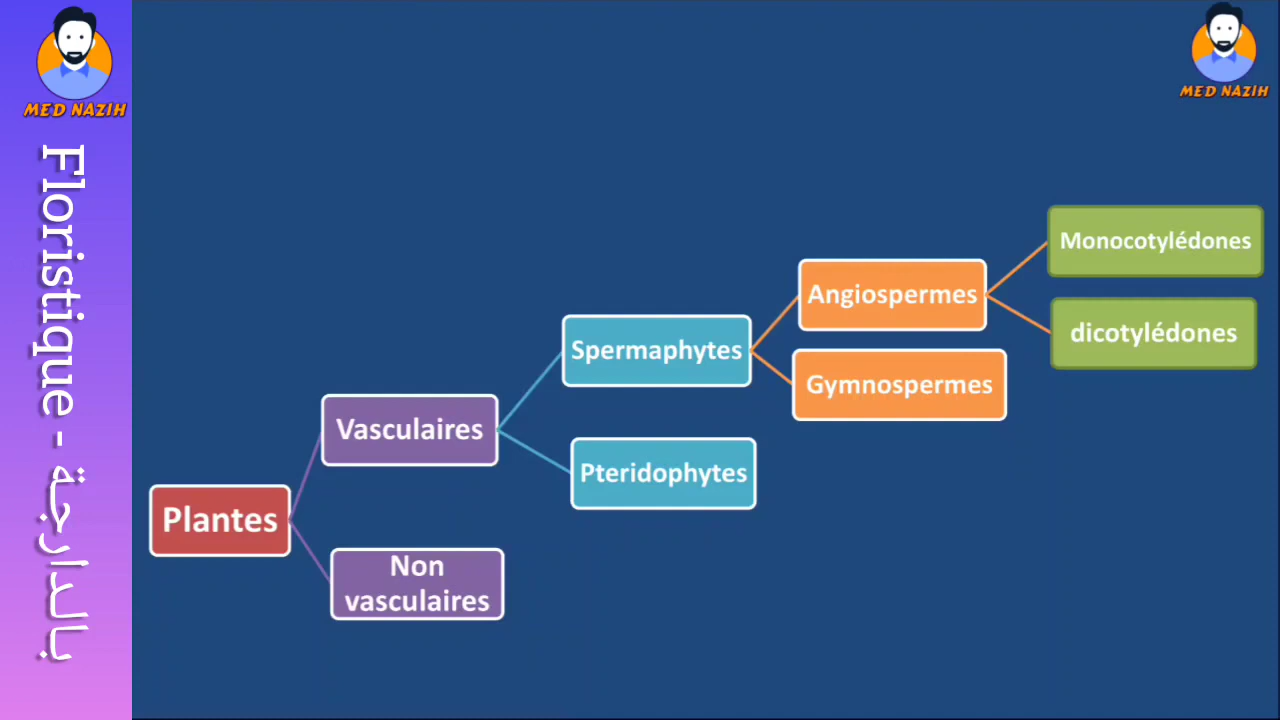 MED NAZIH
Floristique - بالدارجة
MED NAZIH
Monocotylédones
Angiospermes
dicotylédones
Spermaphytes
Gymnospermes
Vasculaires
Pteridophytes
Plantes
Non
vasculaires